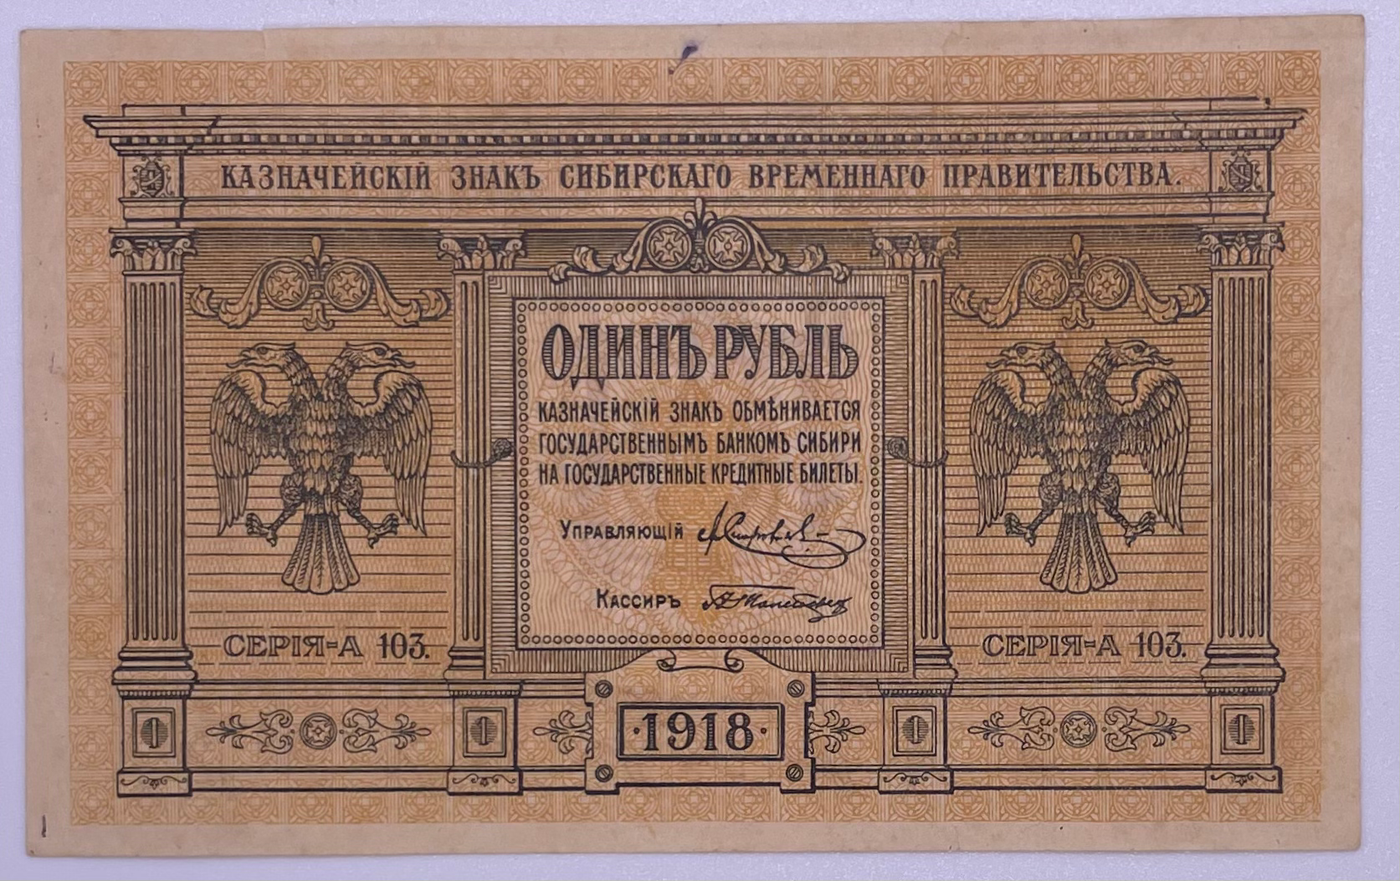 КАЗНАЧЕЙСКІЙ ЗНАКЪ СИБИРСКАГО ВРЕМЕННАГО ПРАВИТЕЛЬСТВА.
ОДИНЪ РУБЛЬ
КАЗНАЧЕЙСКІЙ ЗНАКЪ ОБМѢНИВАЕТСЯ
ГОСУДАРСТВЕННЫМЪ БАНКОМЪ СИБИРИ
НА ГОСУДАРСТВЕННЫЕ КРЕДИТНЫЕ БИЛЕТЫ.
УПРАВЛЯЮЩІЙ
КАССИРЪ
СЕРІЯ=А 103.
СЕРІЯ=А 103.
1
1
·1918·
1
1